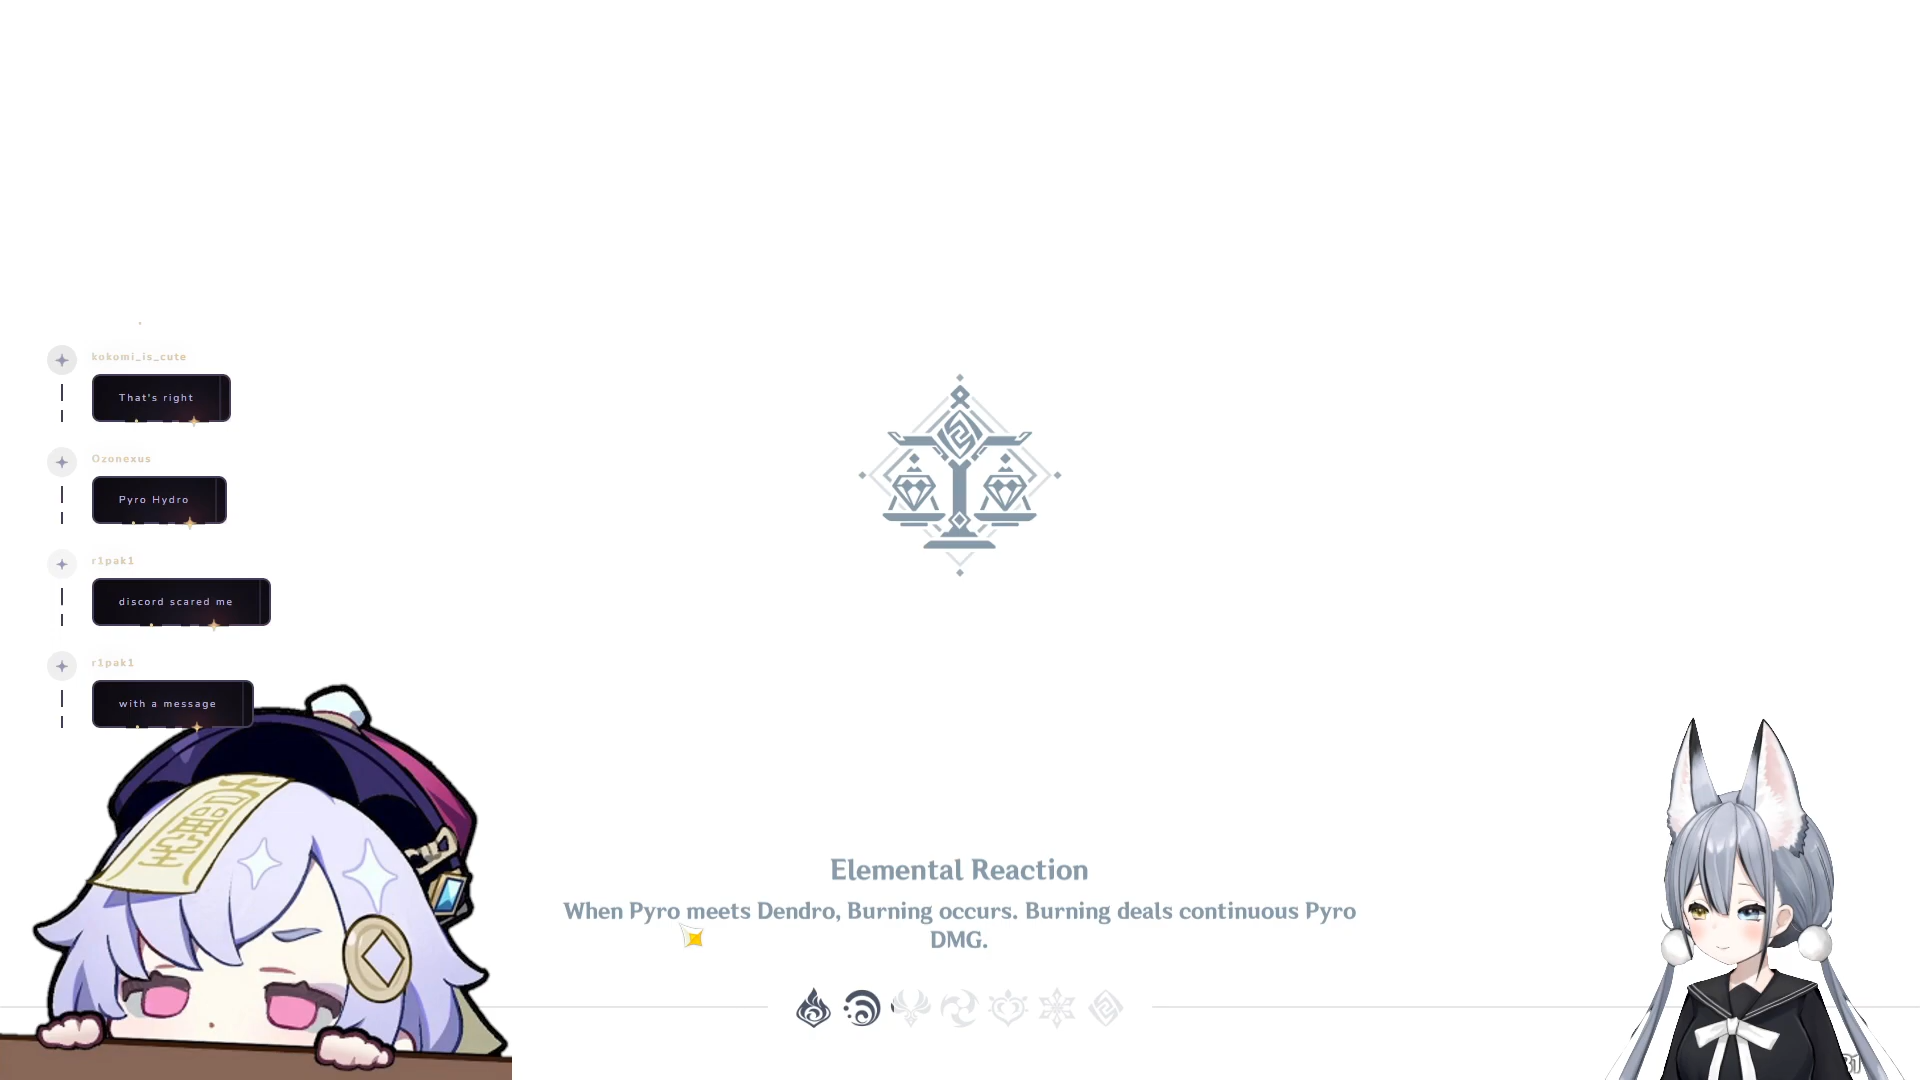 kokomi_is_cute
That's right
Ozonexus
Pyro Hydro
r1pak1
discord scared me
r1pak1
with a message
Elemental Reaction
When Pyro meets Dendro, Burning occurs. Burning deals continuous Pyro
DMG.